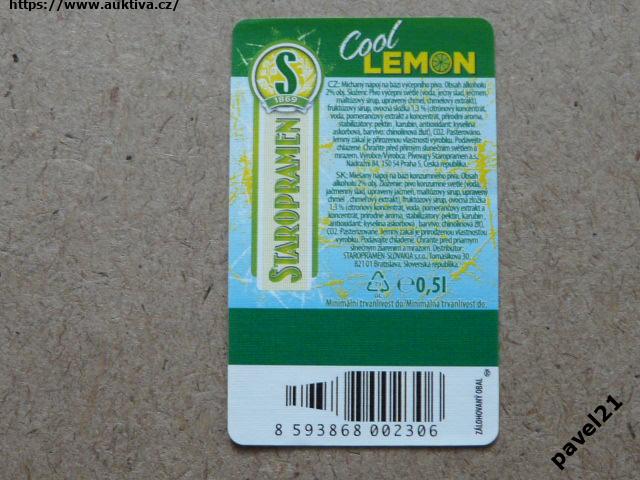 https://www.auktiva.cz/
Cool
LEMON
S
1869
STAROPRAMEN
CZ: Míchaný nápoj na bázi výčepního piva. Obsah alkoholu
2% obj. Složení: Pivo výčepní světlé (voda, ječný slad, ječmen,
maltózový sirup, upravený chmel, chmelový extrakt),
fruktózový sirup, ovocná složka 1,3 % (citrónový koncentrát,
voda, pomerančový extrakt a koncentrát, přírodní aroma,
stabilizátory: pektin, karubin, antioxidant: kyselina
askorbová, barvivo: chinolinová žluť), CO2. Pasterováno.
Jemný zákal je přirozenou vlastností výrobku. Podávejte
chlazené. Chraňte před přímým slunečním světlem a
mrazem. Výrobce/Výrobca: Pivovary Staropramen a.s.,
Nádražní 84, 150 54 Praha 5, Česká republika.
SK: Miešaný nápoj na bázi konzumného piva. Obsah
alkoholu 2% obj. Zloženie: pivo konzumné svetlé (voda,
jačmenný slad, jačmeň, maltózový sirup, upravený
chmeľ, chmeľový extrakt), fruktózový sirup, ovocná zložka
1,3 % (citrónový koncentrát, voda, pomarančový extrakt a
koncentrát, prírodné aróma, stabilizátory: pektín, karubin,
antioxidant: kyselina askorbová, barvivo: chinolínová žlť),
CO2. Pasterizované. Jemný zákal je prirodzenou vlastnosťou
výrobku. Podávajte chladené. Chráňte pred priamym
slnečným žiarením a mrazom. Distribútor:
STAROPRAMEN-SLOVAKIA s.r.o., Tomášikova 30,
821 01 Bratislava, Slovenská republika.
℮ 0,5l
Minimální trvanlivost do/Minimálna trvanlivosť do:
8 593868 002306
ZÁLOHOVANÝ OBAL
pavel21